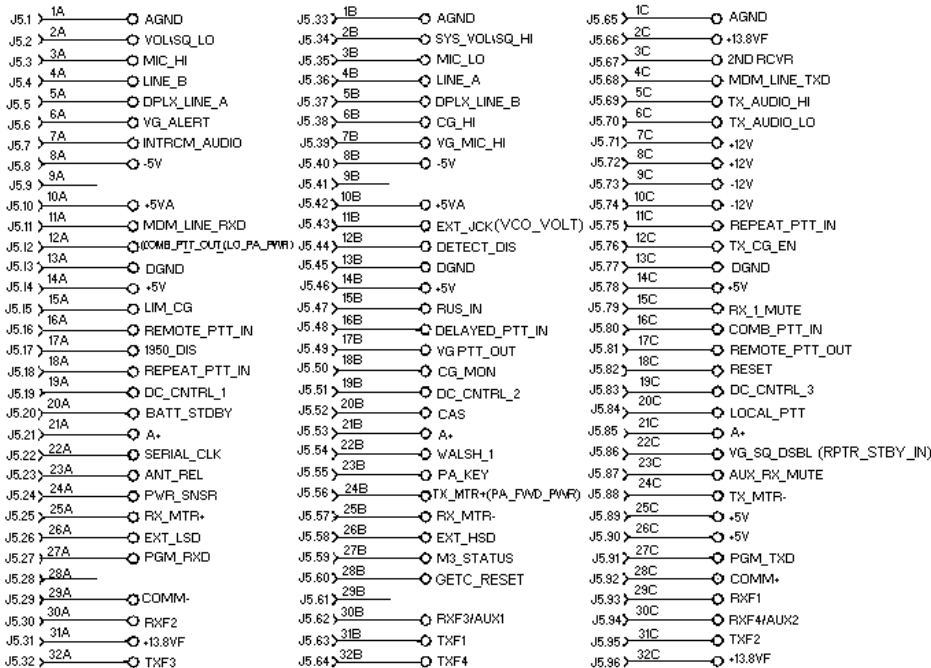 J5.1 1A AGND
J5.2 2A VOL\SQ_LO
J5.3 3A MIC_HI
J5.4 4A LINE_B
J5.5 5A DPLX_LINE_A
J5.6 6A VG_ALERT
J5.7 7A INTRCM_AUDIO
J5.8 8A -5V
J5.9 9A
J5.10 10A +5VA
J5.11 11A MDM_LINE_RXD
J5.12 12A (COMB_PTT_OUT(LO_PA_PWR)
J5.13 13A DGND
J5.14 14A +5V
J5.15 15A LIM_CG
J5.16 16A REMOTE_PTT_IN
J5.17 17A 1950_DIS
J5.18 18A REPEAT_PTT_IN
J5.19 19A DC_CNTRL_1
J5.20 20A BATT_STDBY
J5.21 21A A+
J5.22 22A SERIAL_CLK
J5.23 23A ANT_REL
J5.24 24A PWR_SNSR
J5.25 25A RX_MTR+
J5.26 26A EXT_LSD
J5.27 27A PGM_RXD
J5.28 28A
J5.29 29A COMM-
J5.30 30A RXF2
J5.31 31A +13.8VF
J5.32 32A TXF3
J5.33 1B AGND
J5.34 2B SYS_VOL\SQ_HI
J5.35 3B MIC_LO
J5.36 4B LINE_A
J5.37 5B DPLX_LINE_B
J5.38 6B CG_HI
J5.39 7B VG_MIC_HI
J5.40 8B -5V
J5.41 9B
J5.42 10B +5VA
J5.43 11B EXT_JCK(VCO_VOLT)
J5.44 12B DETECT_DIS
J5.45 13B DGND
J5.46 14B +5V
J5.47 15B RUS_IN
J5.48 16B DELAYED_PTT_IN
J5.49 17B VG PTT_OUT
J5.50 18B CG_MON
J5.51 19B DC_CNTRL_2
J5.52 20B CAS
J5.53 21B A+
J5.54 22B WALSH_1
J5.55 23B PA_KEY
J5.56 24B TX_MTR+(PA_FWD_PWR)
J5.57 25B RX_MTR-
J5.58 26B EXT_HSD
J5.59 27B M3_STATUS
J5.60 28B GETC_RESET
J5.61 29B
J5.62 30B RXF3/AUX1
J5.63 31B TXF1
J5.64 32B TXF4
J5.65 1C AGND
J5.66 2C +13.8VF
J5.67 3C 2ND RCVR
J5.68 4C MDM_LINE_TXD
J5.69 5C TX_AUDIO_HI
J5.70 6C TX_AUDIO_LO
J5.71 7C +12V
J5.72 8C +12V
J5.73 9C -12V
J5.74 10C -12V
J5.75 11C REPEAT_PTT_IN
J5.76 12C TX_CG_EN
J5.77 13C DGND
J5.78 14C +5V
J5.79 15C RX_1_MUTE
J5.80 16C COMB_PTT_IN
J5.81 17C REMOTE_PTT_OUT
J5.82 18C RESET
J5.83 19C DC_CNTRL_3
J5.84 20C LOCAL_PTT
J5.85 21C A+
J5.86 22C VG_SQ_DSBL (RPTR_STBY_IN)
J5.87 23C AUX_RX_MUTE
J5.88 24C TX_MTR-
J5.89 25C +5V
J5.90 26C +5V
J5.91 27C PGM_TXD
J5.92 28C COMM+
J5.93 29C RXF1
J5.94 30C RXF4/AUX2
J5.95 31C TXF2
J5.96 32C +13.8VF